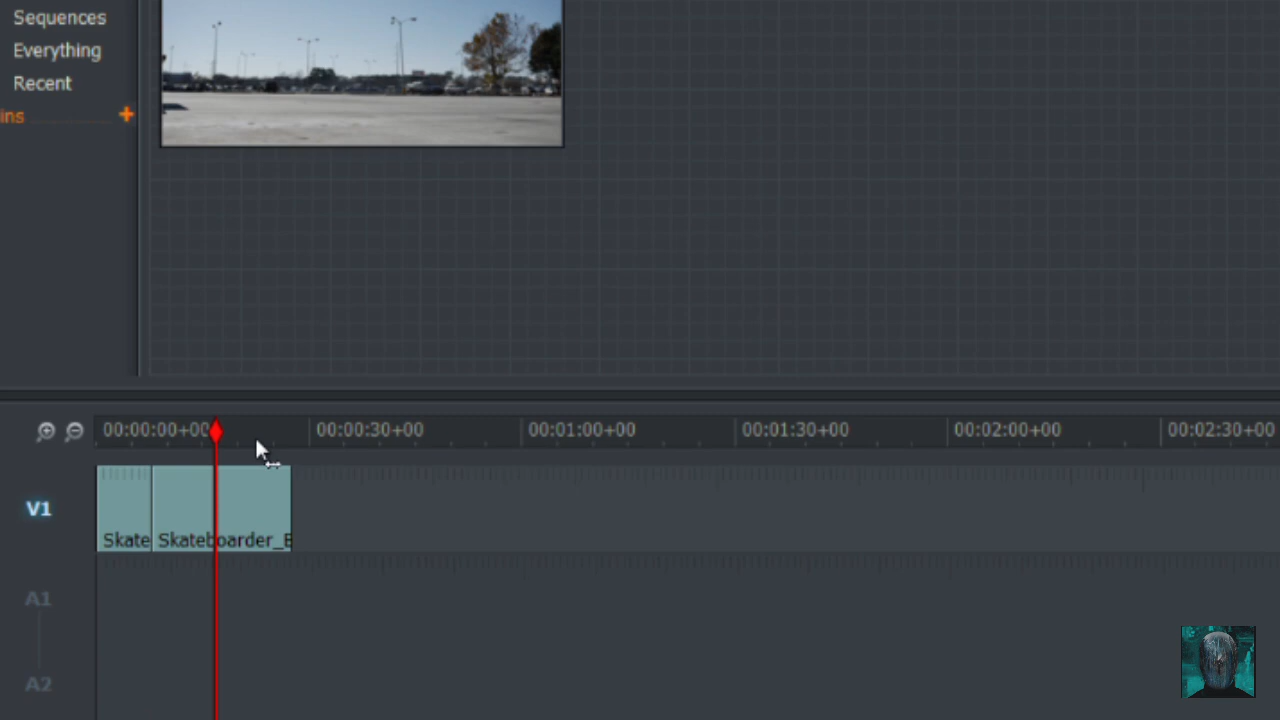 Sequences
Everything
Recent
ins +
00:00:00+00 00:00:30+00 00:01:00+00 00:01:30+00 00:02:00+00 00:02:30+00
V1
Skate Skateboarder_E
A1
A2